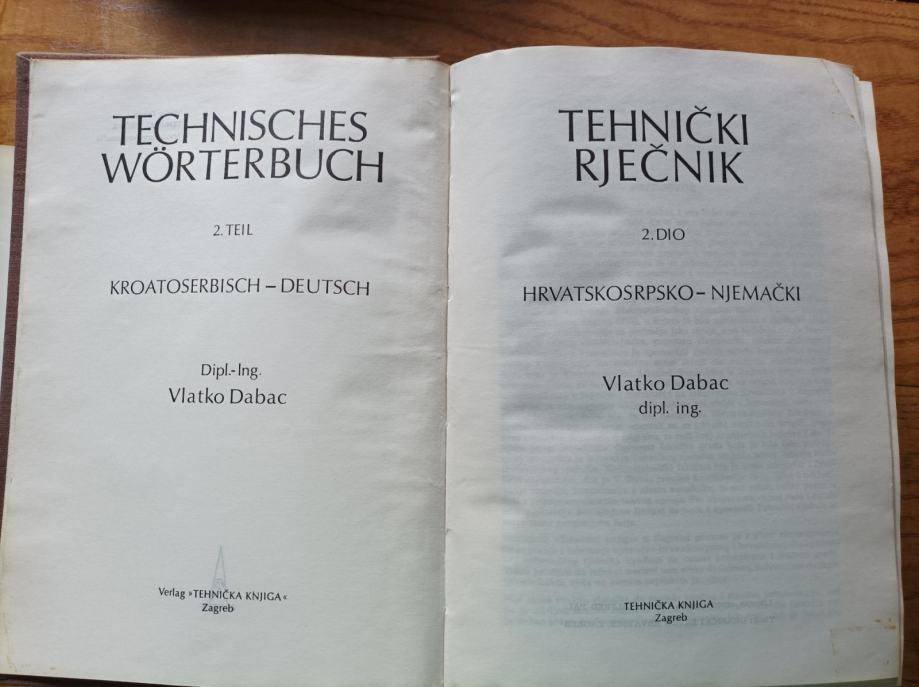 TECHNISCHES
WÖRTERBUCH
2. TEIL
KROATOSERBISCH – DEUTSCH
Dipl.-Ing.
Vlatko Dabac
Verlag »TEHNIČKA KNJIGA«
Zagreb
TEHNIČKI
RJEČNIK
2. DIO
HRVATSKOSRPSKO – NJEMAČKI
Vlatko Dabac
dipl. ing.
TEHNIČKA KNJIGA
Zagreb